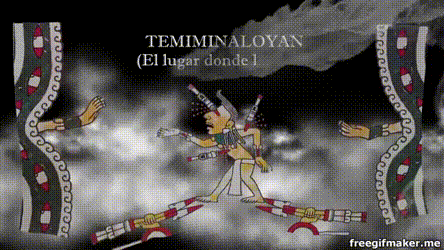 TEMIMINALOYAN
(El lugar donde l
freegifmaker.me